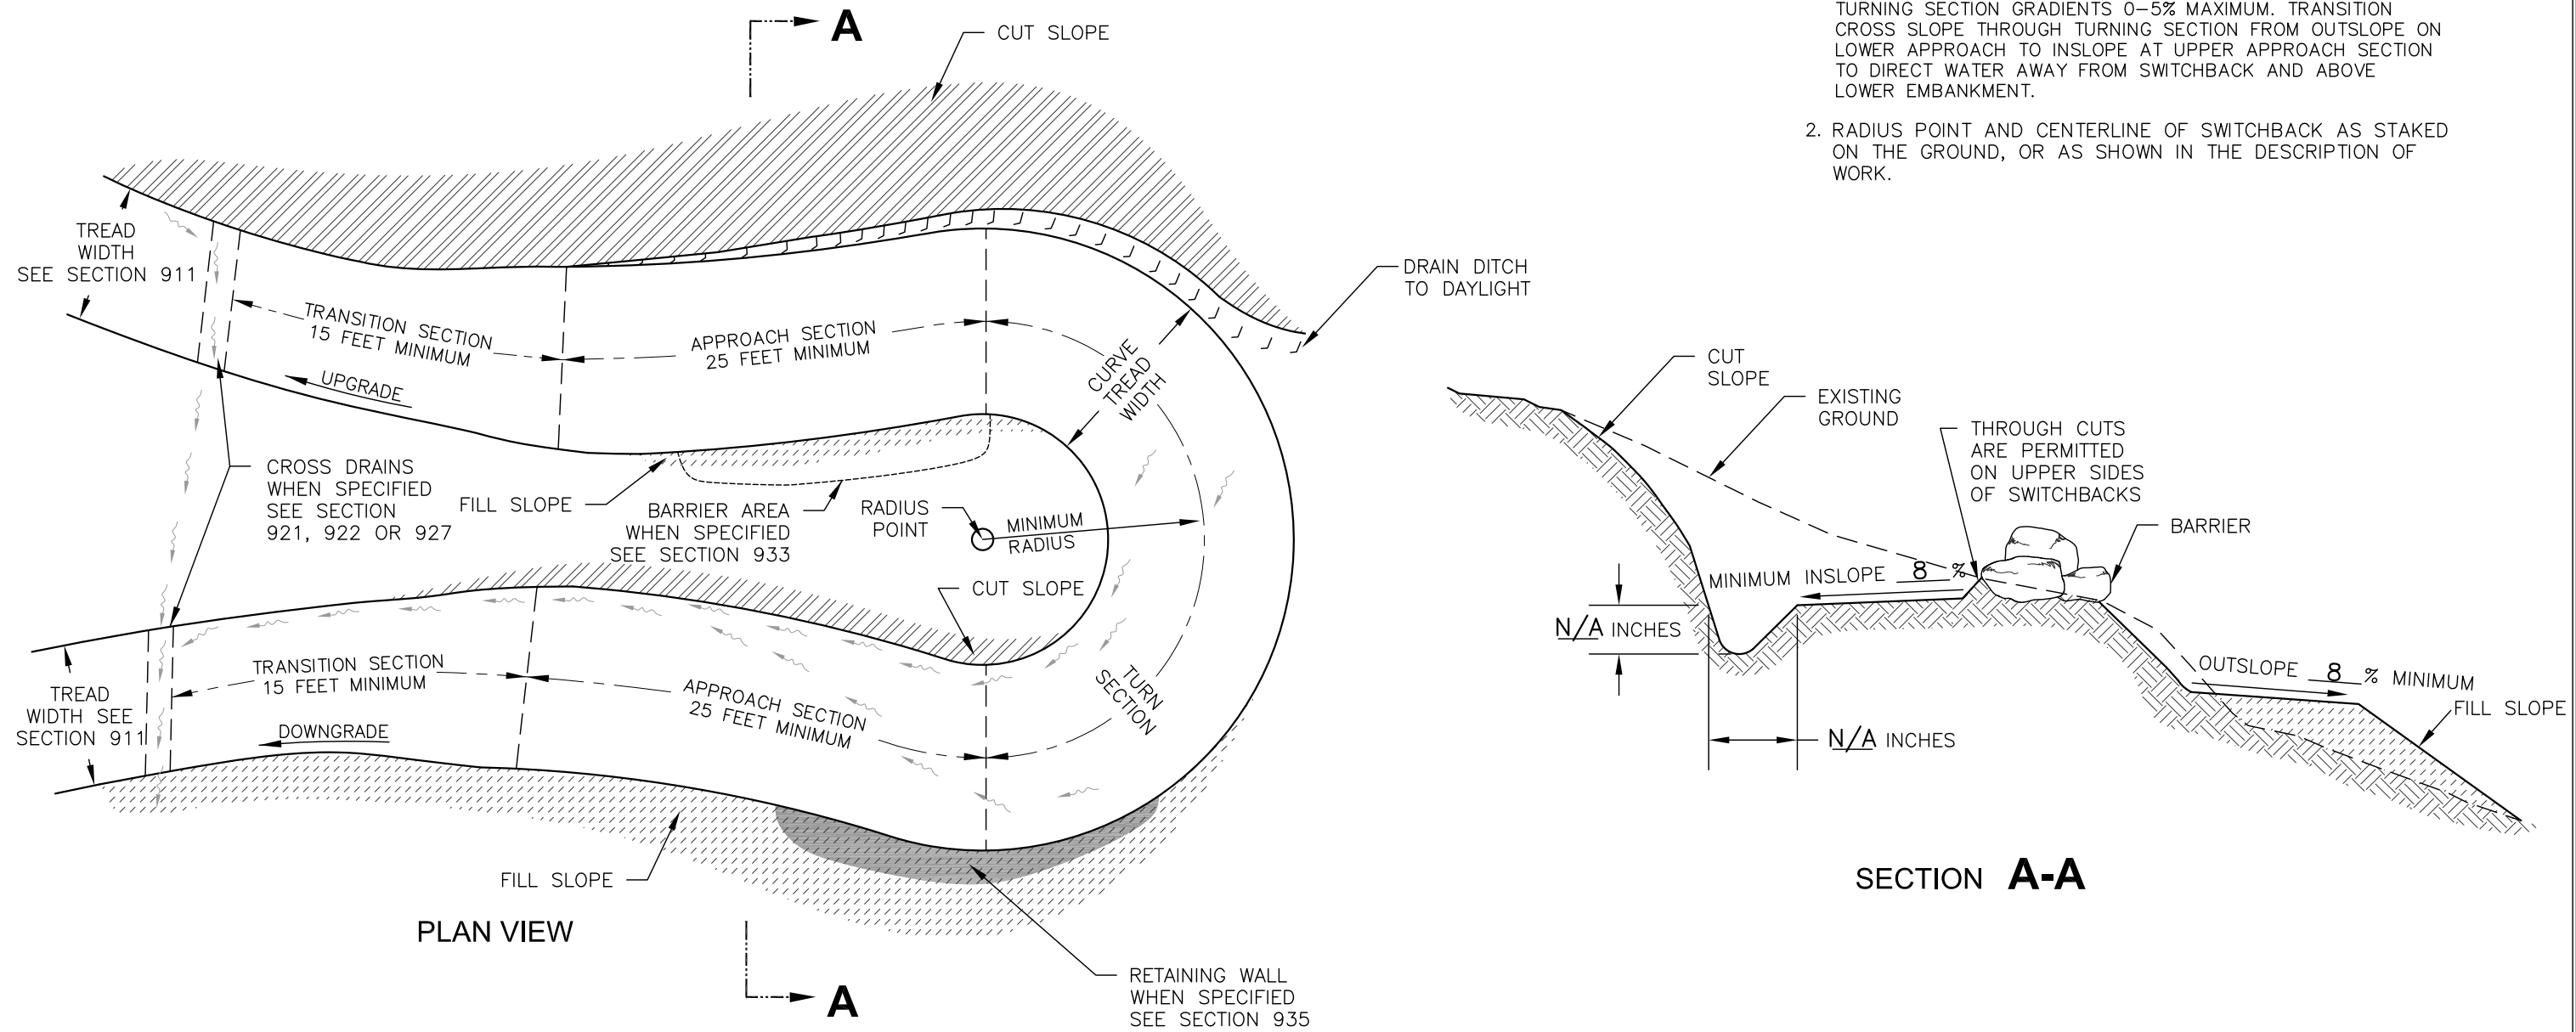 TURNING SECTION GRADIENTS 0-5% MAXIMUM. TRANSITION
CROSS SLOPE THROUGH TURNING SECTION FROM OUTSLOPE ON
LOWER APPROACH TO INSLOPE AT UPPER APPROACH SECTION
TO DIRECT WATER AWAY FROM SWITCHBACK AND ABOVE
LOWER EMBANKMENT.
2. RADIUS POINT AND CENTERLINE OF SWITCHBACK AS STAKED
ON THE GROUND, OR AS SHOWN IN THE DESCRIPTION OF
WORK.
A
CUT SLOPE
TREAD
WIDTH
SEE SECTION 911
TRANSITION SECTION
15 FEET MINIMUM
APPROACH SECTION
25 FEET MINIMUM
DRAIN DITCH
TO DAYLIGHT
CURVE
TREAD
WIDTH
UPGRADE
CROSS DRAINS
WHEN SPECIFIED
SEE SECTION
921, 922 OR 927
FILL SLOPE
BARRIER AREA
WHEN SPECIFIED
SEE SECTION 933
RADIUS
POINT
MINIMUM
RADIUS
CUT SLOPE
TREAD
WIDTH SEE
SECTION 911
TRANSITION SECTION
15 FEET MINIMUM
APPROACH SECTION
25 FEET MINIMUM
TURN
SECTION
DOWNGRADE
FILL SLOPE
PLAN VIEW
A
RETAINING WALL
WHEN SPECIFIED
SEE SECTION 935
CUT
SLOPE
EXISTING
GROUND
THROUGH CUTS
ARE PERMITTED
ON UPPER SIDES
OF SWITCHBACKS
BARRIER
MINIMUM INSLOPE 8 %
N/A INCHES
N/A INCHES
OUTSLOPE 8 % MINIMUM
FILL SLOPE
SECTION A-A